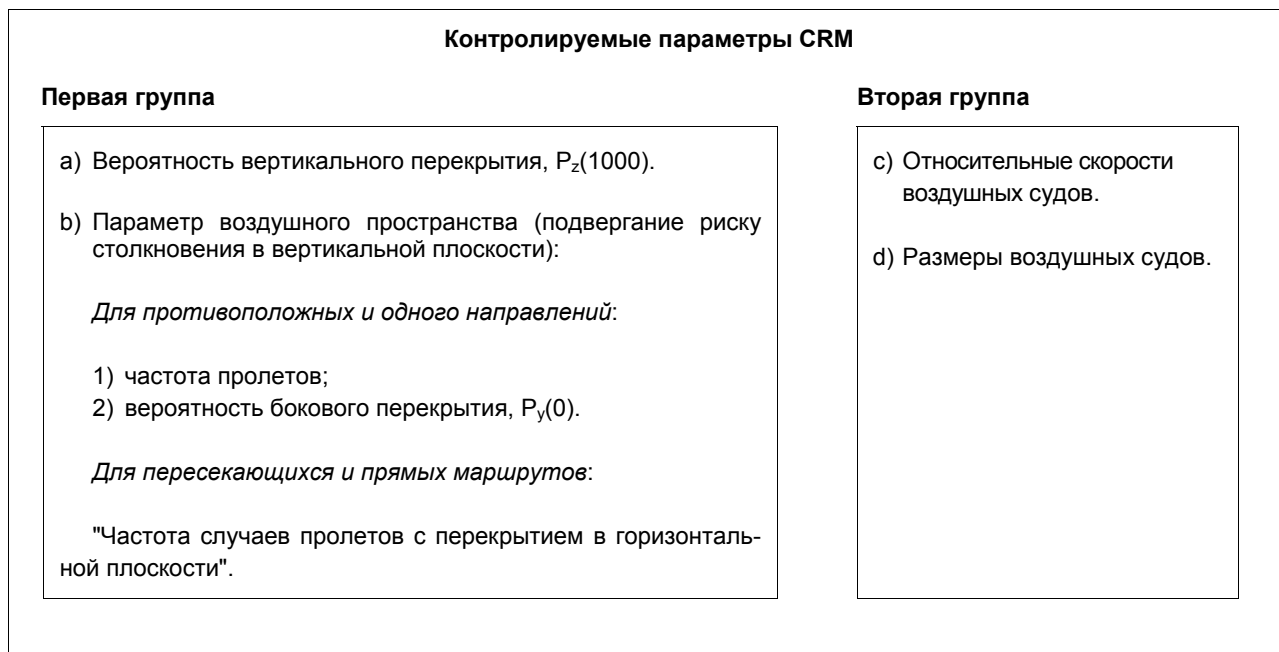 Контролируемые параметры CRM
Первая группа
a) Вероятность вертикального перекрытия, Pz(1000).
b) Параметр воздушного пространства (подвергание риску
столкновения в вертикальной плоскости):
Для противоположных и одного направлений:
1) частота пролетов;
2) вероятность бокового перекрытия, Py(0).
Для пересекающихся и прямых маршрутов:
"Частота случаев пролетов с перекрытием в горизонталь-
ной плоскости".
Вторая группа
c) Относительные скорости
воздушных судов.
d) Размеры воздушных судов.